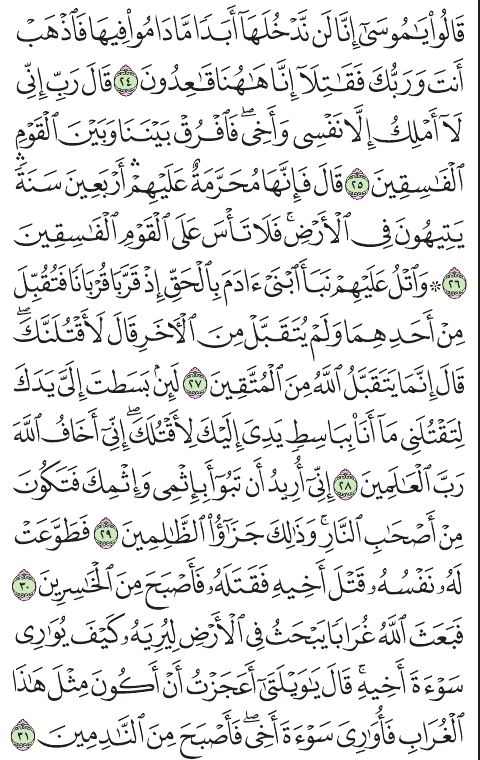 قَالُواْ يَٰمُوسَىٰٓ إِنَّا لَن نَّدْخُلَهَآ أَبَدًا مَّا دَامُواْ فِيهَا فَٱذْهَبْ
أَنتَ وَرَبُّكَ فَقَٰتِلَآ إِنَّا هَٰهُنَا قَٰعِدُونَ ٢٤ قَالَ رَبِّ إِنِّي
لَآ أَمْلِكُ إِلَّا نَفْسِي وَأَخِيۖ فَٱفْرُقْ بَيْنَنَا وَبَيْنَ ٱلْقَوْمِ
ٱلْفَٰسِقِينَ ٢٥ قَالَ فَإِنَّهَا مُحَرَّمَةٌ عَلَيْهِمْۛ أَرْبَعِينَ سَنَةًۛ
يَتِيهُونَ فِي ٱلْأَرْضِۚ فَلَا تَأْسَ عَلَى ٱلْقَوْمِ ٱلْفَٰسِقِينَ
٢٦ ۞ وَٱتْلُ عَلَيْهِمْ نَبَأَ ٱبْنَيْ ءَادَمَ بِٱلْحَقِّ إِذْ قَرَّبَا قُرْبَانًا فَتُقُبِّلَ
مِنْ أَحَدِهِمَا وَلَمْ يُتَقَبَّلْ مِنَ ٱلْأٓخَرِ قَالَ لَأَقْتُلَنَّكَۖ
قَالَ إِنَّمَا يَتَقَبَّلُ ٱللَّهُ مِنَ ٱلْمُتَّقِينَ ٢٧ لَئِنۢ بَسَطتَ إِلَيَّ يَدَكَ
لِتَقْتُلَنِي مَآ أَنَا۠ بِبَاسِطٖ يَدِيَ إِلَيْكَ لِأَقْتُلَكَۖ إِنِّيٓ أَخَافُ ٱللَّهَ
رَبَّ ٱلْعَٰلَمِينَ ٢٨ إِنِّيٓ أُرِيدُ أَن تَبُوٓأَ بِإِثْمِي وَإِثْمِكَ فَتَكُونَ
مِنْ أَصْحَٰبِ ٱلنَّارِۚ وَذَٰلِكَ جَزَٰٓؤُاْ ٱلظَّٰلِمِينَ ٢٩ فَطَوَّعَتْ
لَهُۥ نَفْسُهُۥ قَتْلَ أَخِيهِ فَقَتَلَهُۥ فَأَصْبَحَ مِنَ ٱلْخَٰسِرِينَ ٣٠
فَبَعَثَ ٱللَّهُ غُرَابًا يَبْحَثُ فِي ٱلْأَرْضِ لِيُرِيَهُۥ كَيْفَ يُوَٰرِي
سَوْءَةَ أَخِيهِۚ قَالَ يَٰوَيْلَتَىٰٓ أَعَجَزْتُ أَنْ أَكُونَ مِثْلَ هَٰذَا
ٱلْغُرَابِ فَأُوَٰرِيَ سَوْءَةَ أَخِيۖ فَأَصْبَحَ مِنَ ٱلنَّٰدِمِينَ ٣١